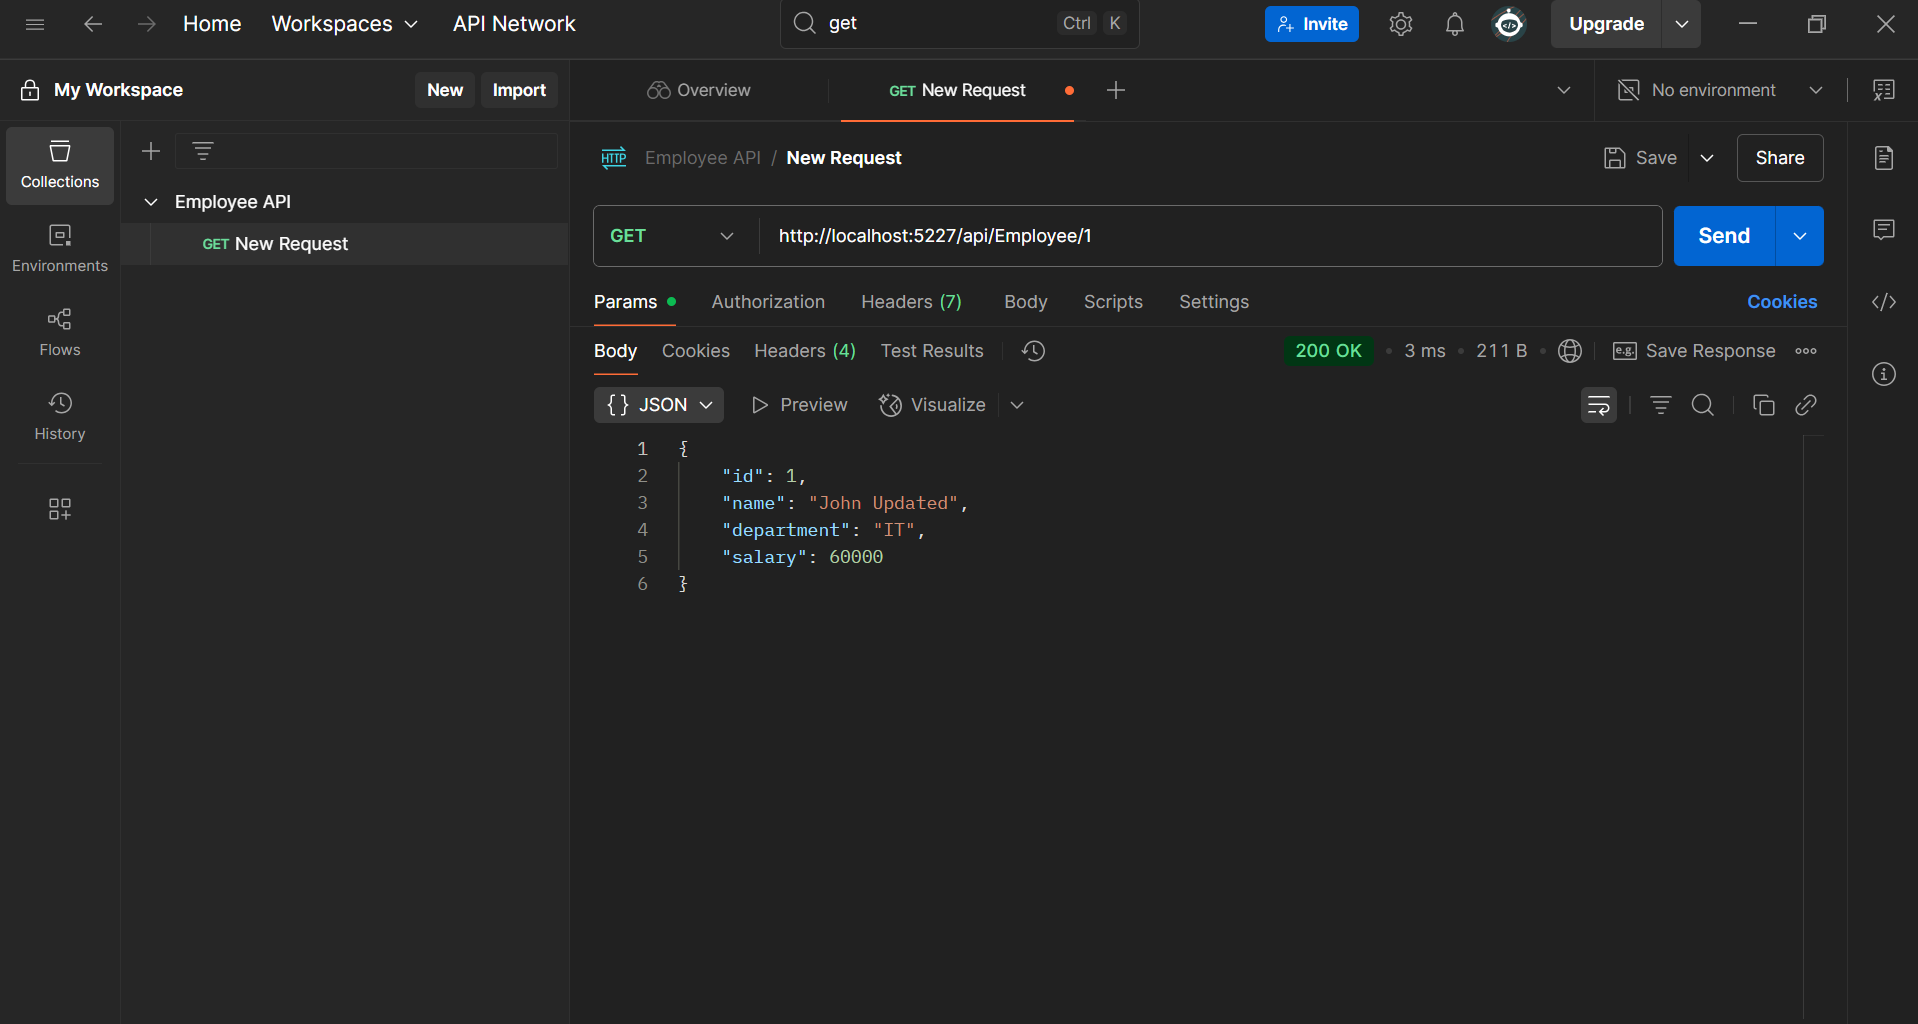 Home Workspaces API Network get Ctrl K Invite Upgrade
My Workspace New Import Overview GET New Request No environment
Collections
Environments
Flows
History
Employee API
GET New Request
HTTP Employee API / New Request Save Share
GET http://localhost:5227/api/Employee/1 Send
Params Authorization Headers (7) Body Scripts Settings Cookies
Body Cookies Headers (4) Test Results 200 OK • 3 ms • 211 B • e.g. Save Response
{} JSON Preview Visualize
1 {
2 "id": 1,
3 "name": "John Updated",
4 "department": "IT",
5 "salary": 60000
6 }